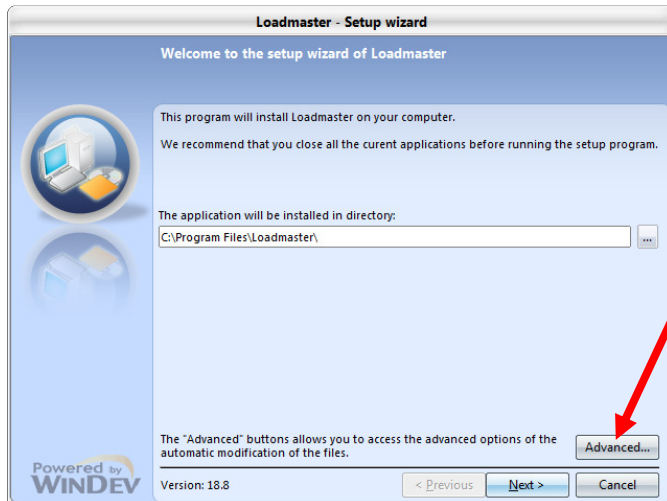 Loadmaster - Setup wizard
Welcome to the setup wizard of Loadmaster
This program will install Loadmaster on your computer.
We recommend that you close all the curent applications before running the setup program.
The application will be installed in directory:
C:\Program Files\Loadmaster\
...
The "Advanced" buttons allows you to access the advanced options of the
automatic modification of the files.
Advanced...
Powered by
WINDEV
Version: 18.8
< Previous
Next >
Cancel